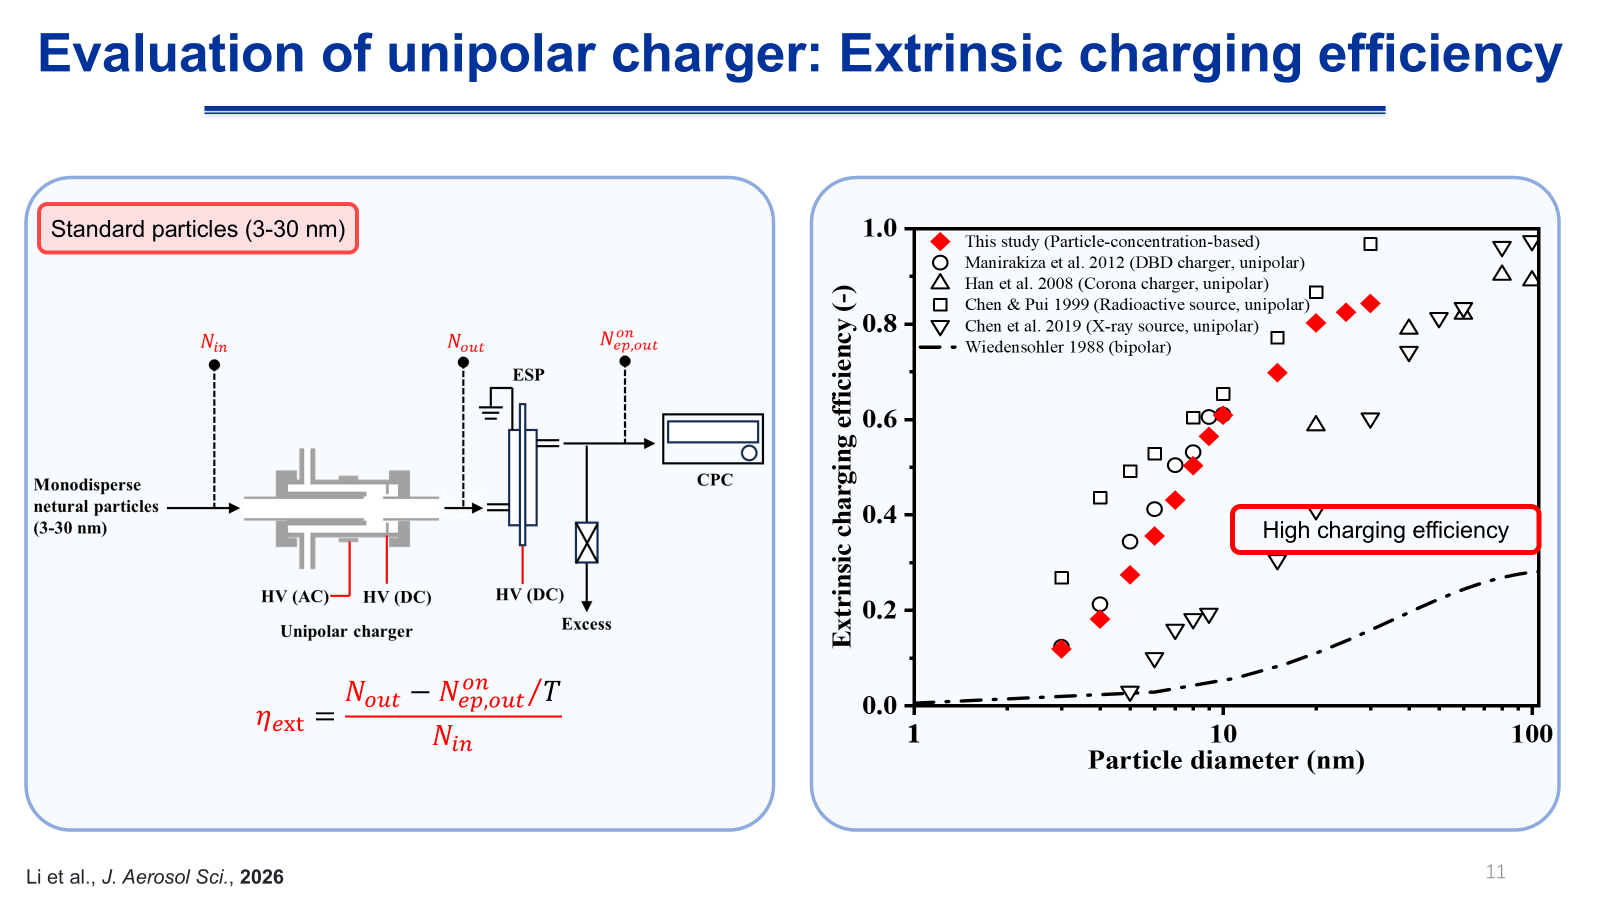 Evaluation of unipolar charger: Extrinsic charging efficiency
Standard particles (3-30 nm)
N_in
N_out
N^on_ep,out
ESP
CPC
Monodisperse
netural particles
(3-30 nm)
HV (AC)
HV (DC)
HV (DC)
Excess
Unipolar charger
η_ext = (N_out − N^on_ep,out/T) / N_in
1.0
0.8
0.6
0.4
0.2
0.0
Extrinsic charging efficiency (-)
This study (Particle-concentration-based)
Manirakiza et al. 2012 (DBD charger, unipolar)
Han et al. 2008 (Corona charger, unipolar)
Chen & Pui 1999 (Radioactive source, unipolar)
Chen et al. 2019 (X-ray source, unipolar)
Wiedensohler 1988 (bipolar)
High charging efficiency
1
10
100
Particle diameter (nm)
Li et al., J. Aerosol Sci., 2026
11